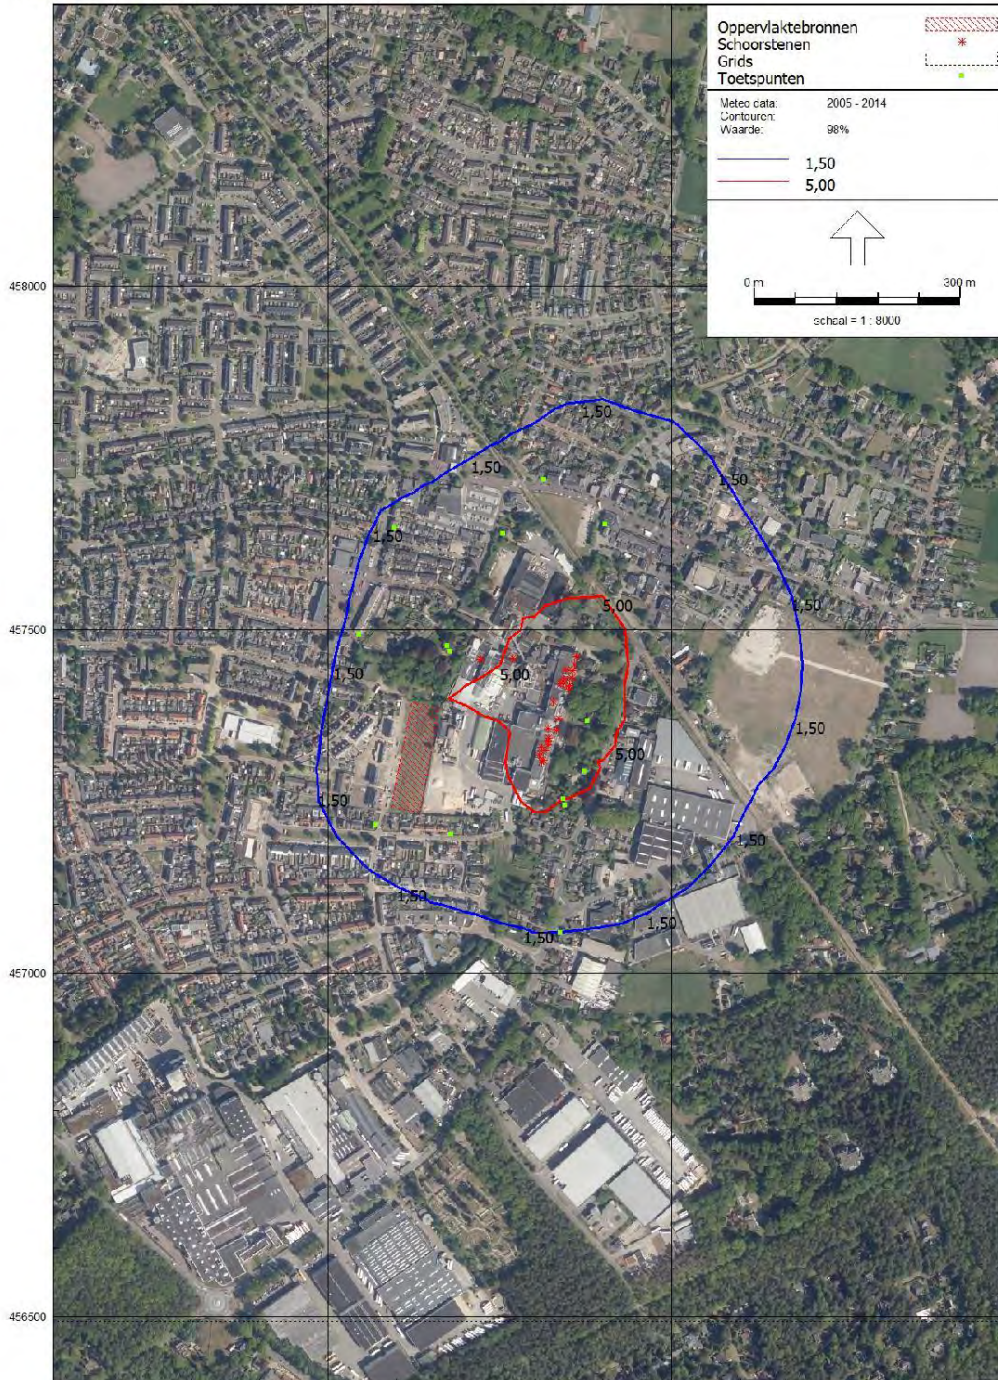 Oppervlaktebronnen
Schoorstenen
Grids
Toetspunten
Meteo data: 2005 - 2014
Contouren:
Waarde: 98%
1,50
5,00
0 m 300 m
schaal = 1 : 8000
458000
1,50
1,50
1,50
1,50
5,00
1,50
457500
1,50
5,00
1,50
5,00
1,50
1,50
1,50
1,50
1,50
457000
456500